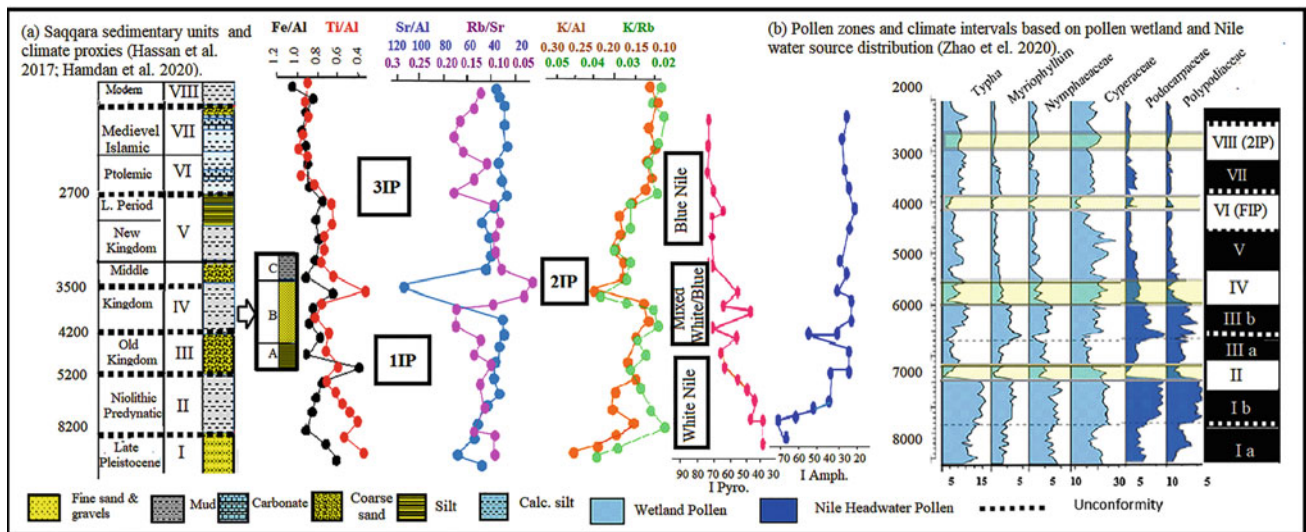 (a) Saqqara sedimentary units and
climate proxies (Hassan et al.
2017; Hamdan et al. 2020).
Fe/Al Ti/Al Sr/Al Rb/Sr K/Al K/Rb
1.2 1.0 0.8 0.6 0.4
120 100 80 60 40 20
0.3 0.20 0.15 0.10 0.05
0.30 0.25 0.20 0.15 0.10
0.05 0.04 0.03 0.02
(b) Pollen zones and climate intervals based on pollen wetland and Nile
water source distribution (Zhao et el. 2020).
Typha
Myriophyllum
Nymphaeaceae
Cyperaceae
Podocarpaceae
Polypodiaceae
Modem VIII
Medievel
Islamic
VII
Ptolemic VI
2700
L. Period
New
Kingdom
V
Middle
3500
Kingdom IV
4200
Old
Kingdom
III
5200
Niolithic
Predynatic
II
8200
Late
Pleistocene
I
C
B
A
3IP
2IP
1IP
Blue Nile
Mixed
White/Blue
White Nile
90 80 70 60 50 40 30
I Pyro.
70 60 50 40 30 20
I Amph.
2000
3000
4000
5000
6000
7000
8000
VIII (2IP)
VII
VI (FIP)
V
IV
III b
III a
II
I b
I a
5 15 5 5 10 30 5 10 5
Fine sand &
gravels
Mud
Carbonate
Coarse
sand
Silt
Calc. silt
Wetland Pollen
Nile Headwater Pollen
Unconformity